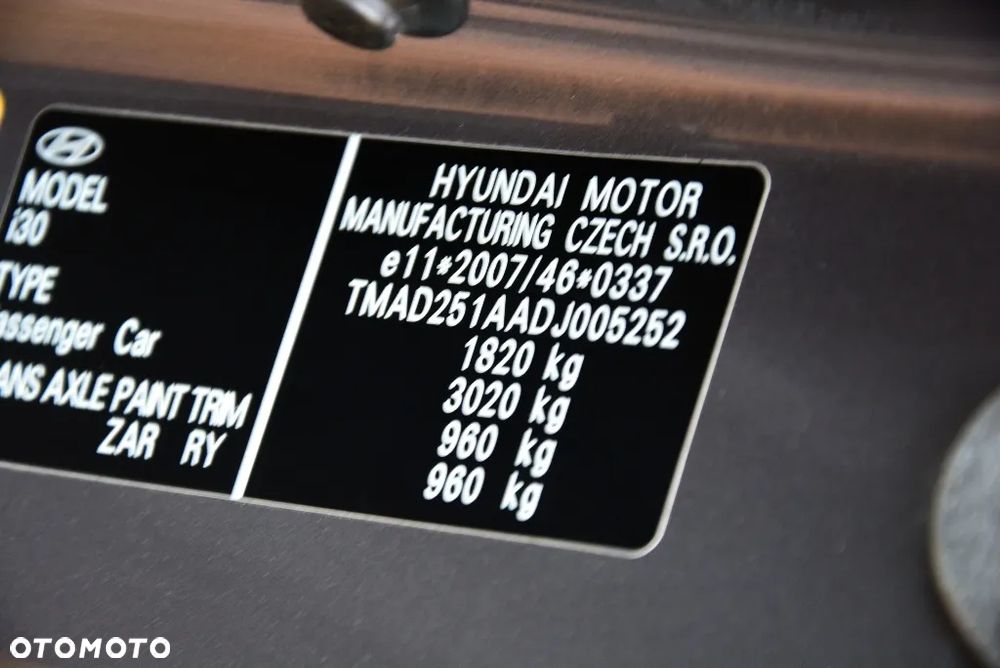 MODEL
i30
TYPE
assenger Car
ANS AXLE PAINT TRIM
ZAR RY
HYUNDAI MOTOR
MANUFACTURING CZECH S.R.O.
e11*2007/46*0337
TMAD251AADJ005252
1820 kg
3020 kg
960 kg
960 kg
OTOMOTO